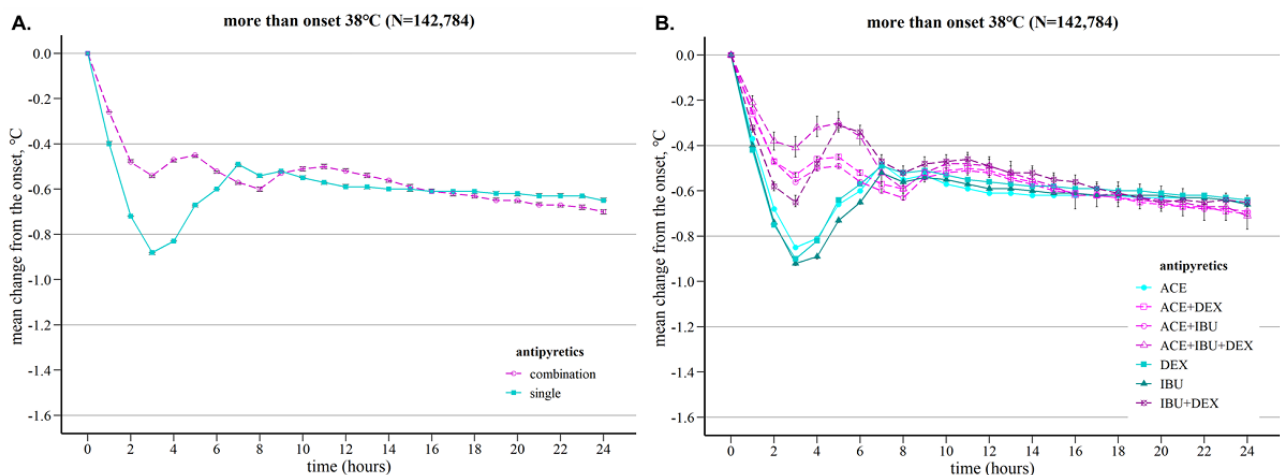 A.
more than onset 38℃ (N=142,784)
mean change from the onset, ℃
0.0
-0.2
-0.4
-0.6
-0.8
-1.0
-1.2
-1.4
-1.6
antipyretics
combination
single
0 2 4 6 8 10 12 14 16 18 20 22 24
time (hours)
B.
more than onset 38℃ (N=142,784)
mean change from the onset, ℃
0.0
-0.2
-0.4
-0.6
-0.8
-1.0
-1.2
-1.4
-1.6
antipyretics
ACE
ACE+DEX
ACE+IBU
ACE+IBU+DEX
DEX
IBU
IBU+DEX
0 2 4 6 8 10 12 14 16 18 20 22 24
time (hours)